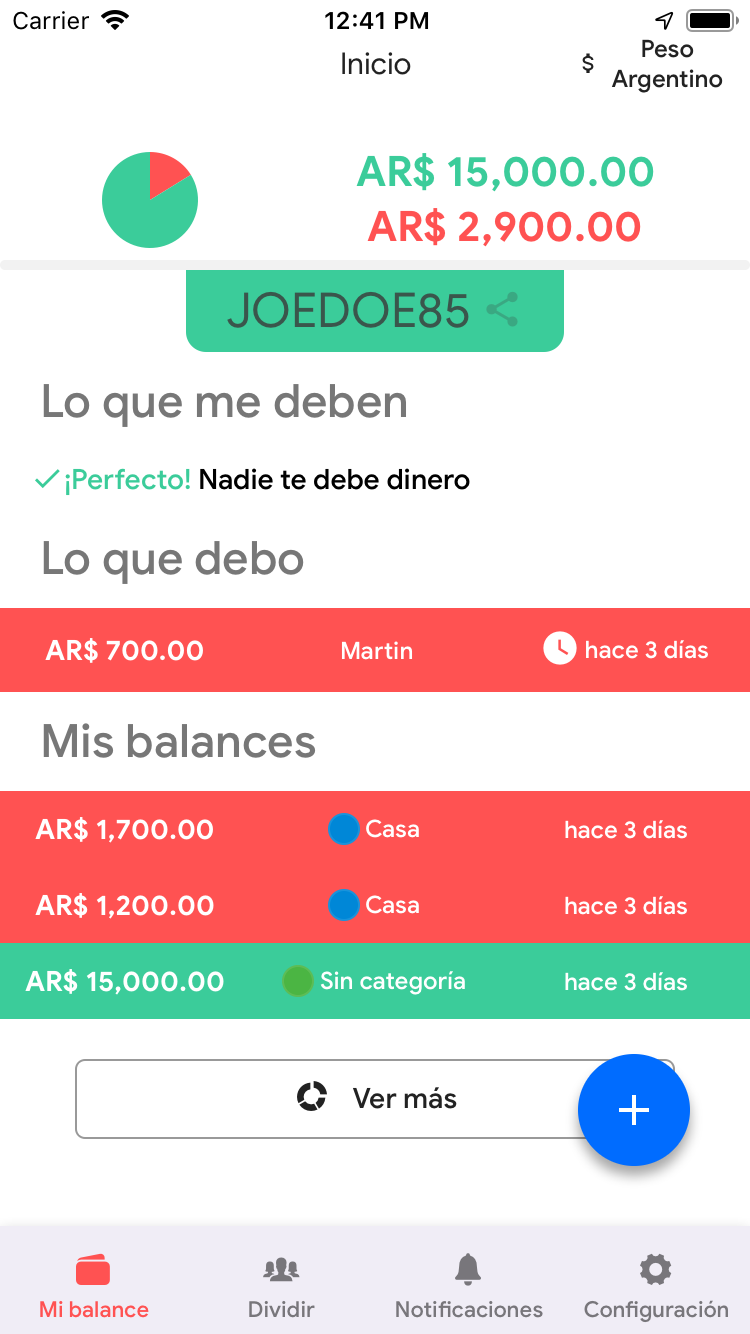 Carrier 12:41 PM
Inicio
$ Peso
Argentino
AR$ 15,000.00
AR$ 2,900.00
JOEDOE85
Lo que me deben
¡Perfecto! Nadie te debe dinero
Lo que debo
AR$ 700.00 Martin hace 3 días
Mis balances
AR$ 1,700.00 Casa hace 3 días
AR$ 1,200.00 Casa hace 3 días
AR$ 15,000.00 Sin categoría hace 3 días
Ver más
+
Mi balance Dividir Notificaciones Configuración